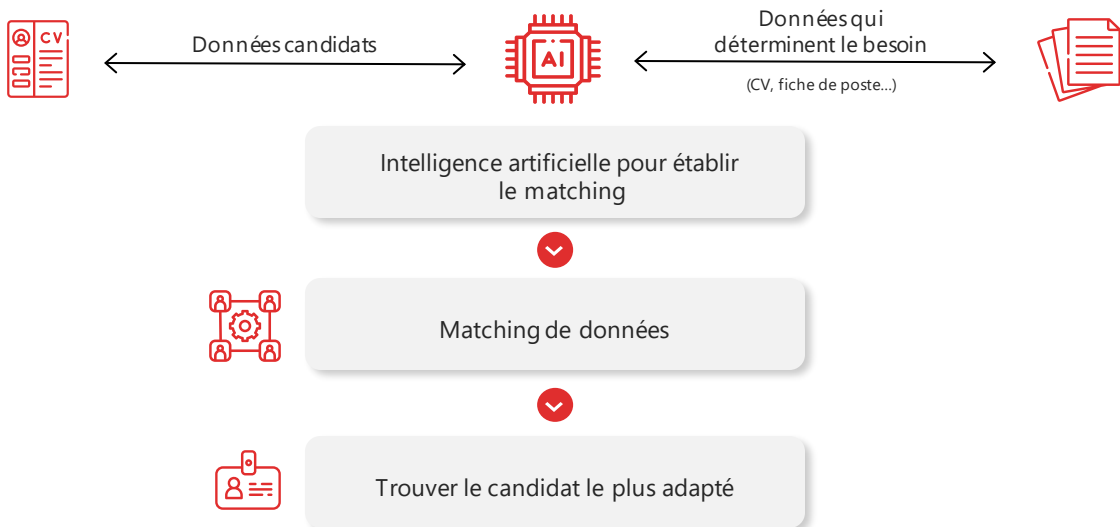 CV
Données candidats
AI
Données qui
déterminent le besoin
(CV, fiche de poste...)
Intelligence artificielle pour établir
le matching
Matching de données
Trouver le candidat le plus adapté